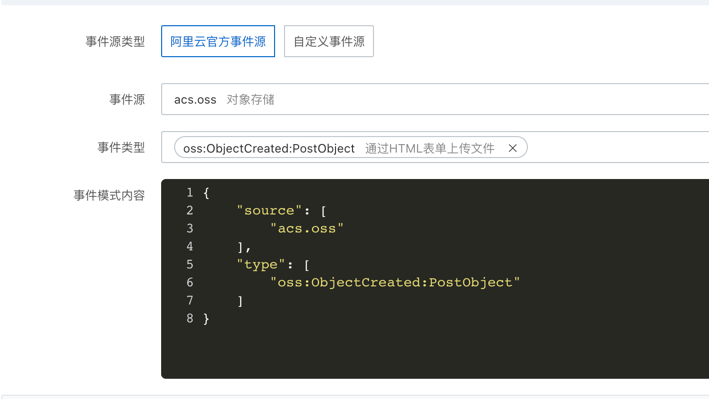 事件源类型 阿里云官方事件源 自定义事件源
事件源 acs.oss 对象存储
事件类型 oss:ObjectCreated:PostObject 通过HTML表单上传文件 ×
事件模式内容
1 {
2     "source": [
3         "acs.oss"
4     ],
5     "type": [
6         "oss:ObjectCreated:PostObject"
7     ]
8 }